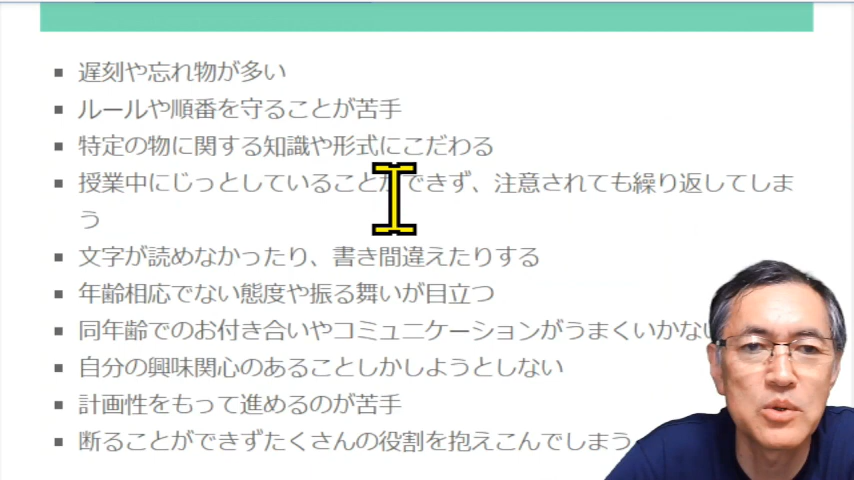 遅刻や忘れ物が多い
ルールや順番を守ることが苦手
特定の物に関する知識や形式にこだわる
授業中にじっとしていることができず、注意されても繰り返してしま
う
文字が読めなかったり、書き間違えたりする
年齢相応でない態度や振る舞いが目立つ
同年齢でのお付き合いやコミュニケーションがうまくいかない
自分の興味関心のあることしかしようとしない
計画性をもって進めるのが苦手
断ることができずたくさんの役割を抱えこんでしまう